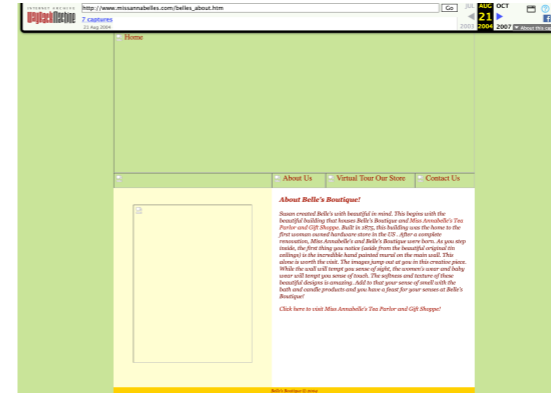 INTERNET ARCHIVE
WayBackMachine
http://www.missannabelles.com/belles_about.htm
Go
JUL AUG OCT
7 captures
21 Aug 2004
21
2003 2004 2007
Home
About Us
Virtual Tour Our Store
Contact Us
About Belle's Boutique!
Susan created Belle's with beautiful in mind. This begins with the
beautiful building that houses Belle's Boutique and Miss Annabelle's Tea
Parlor and Gift Shoppe. Built in 1875, this building was the home to the
first woman owned hardware store in the US . After a complete
renovation, Miss Annabelle's and Belle's Boutique were born. As you step
inside, the first thing you notice (aside from the beautiful original tin
ceilings) is the incredible hand painted mural on the main wall. This
alone is worth the visit. The images jump out at you in this creative piece.
While the wall will tempt you sense of sight, the women's wear and baby
wear will tempt you sense of touch. The softness and texture of these
beautiful designs is amazing. Add to that your sense of smell with the
bath and candle products and you have a feast for your senses at Belle's
Boutique!
Click here to visit Miss Annabelle's Tea Parlor and Gift Shoppe!